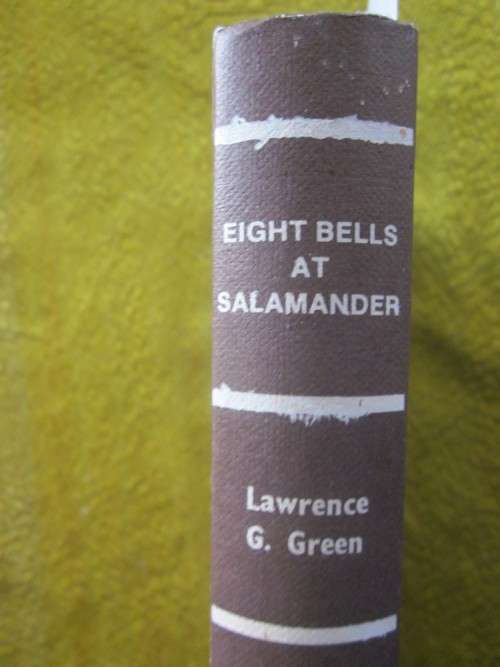 EIGHT BELLS
AT
SALAMANDER
Lawrence
G. Green